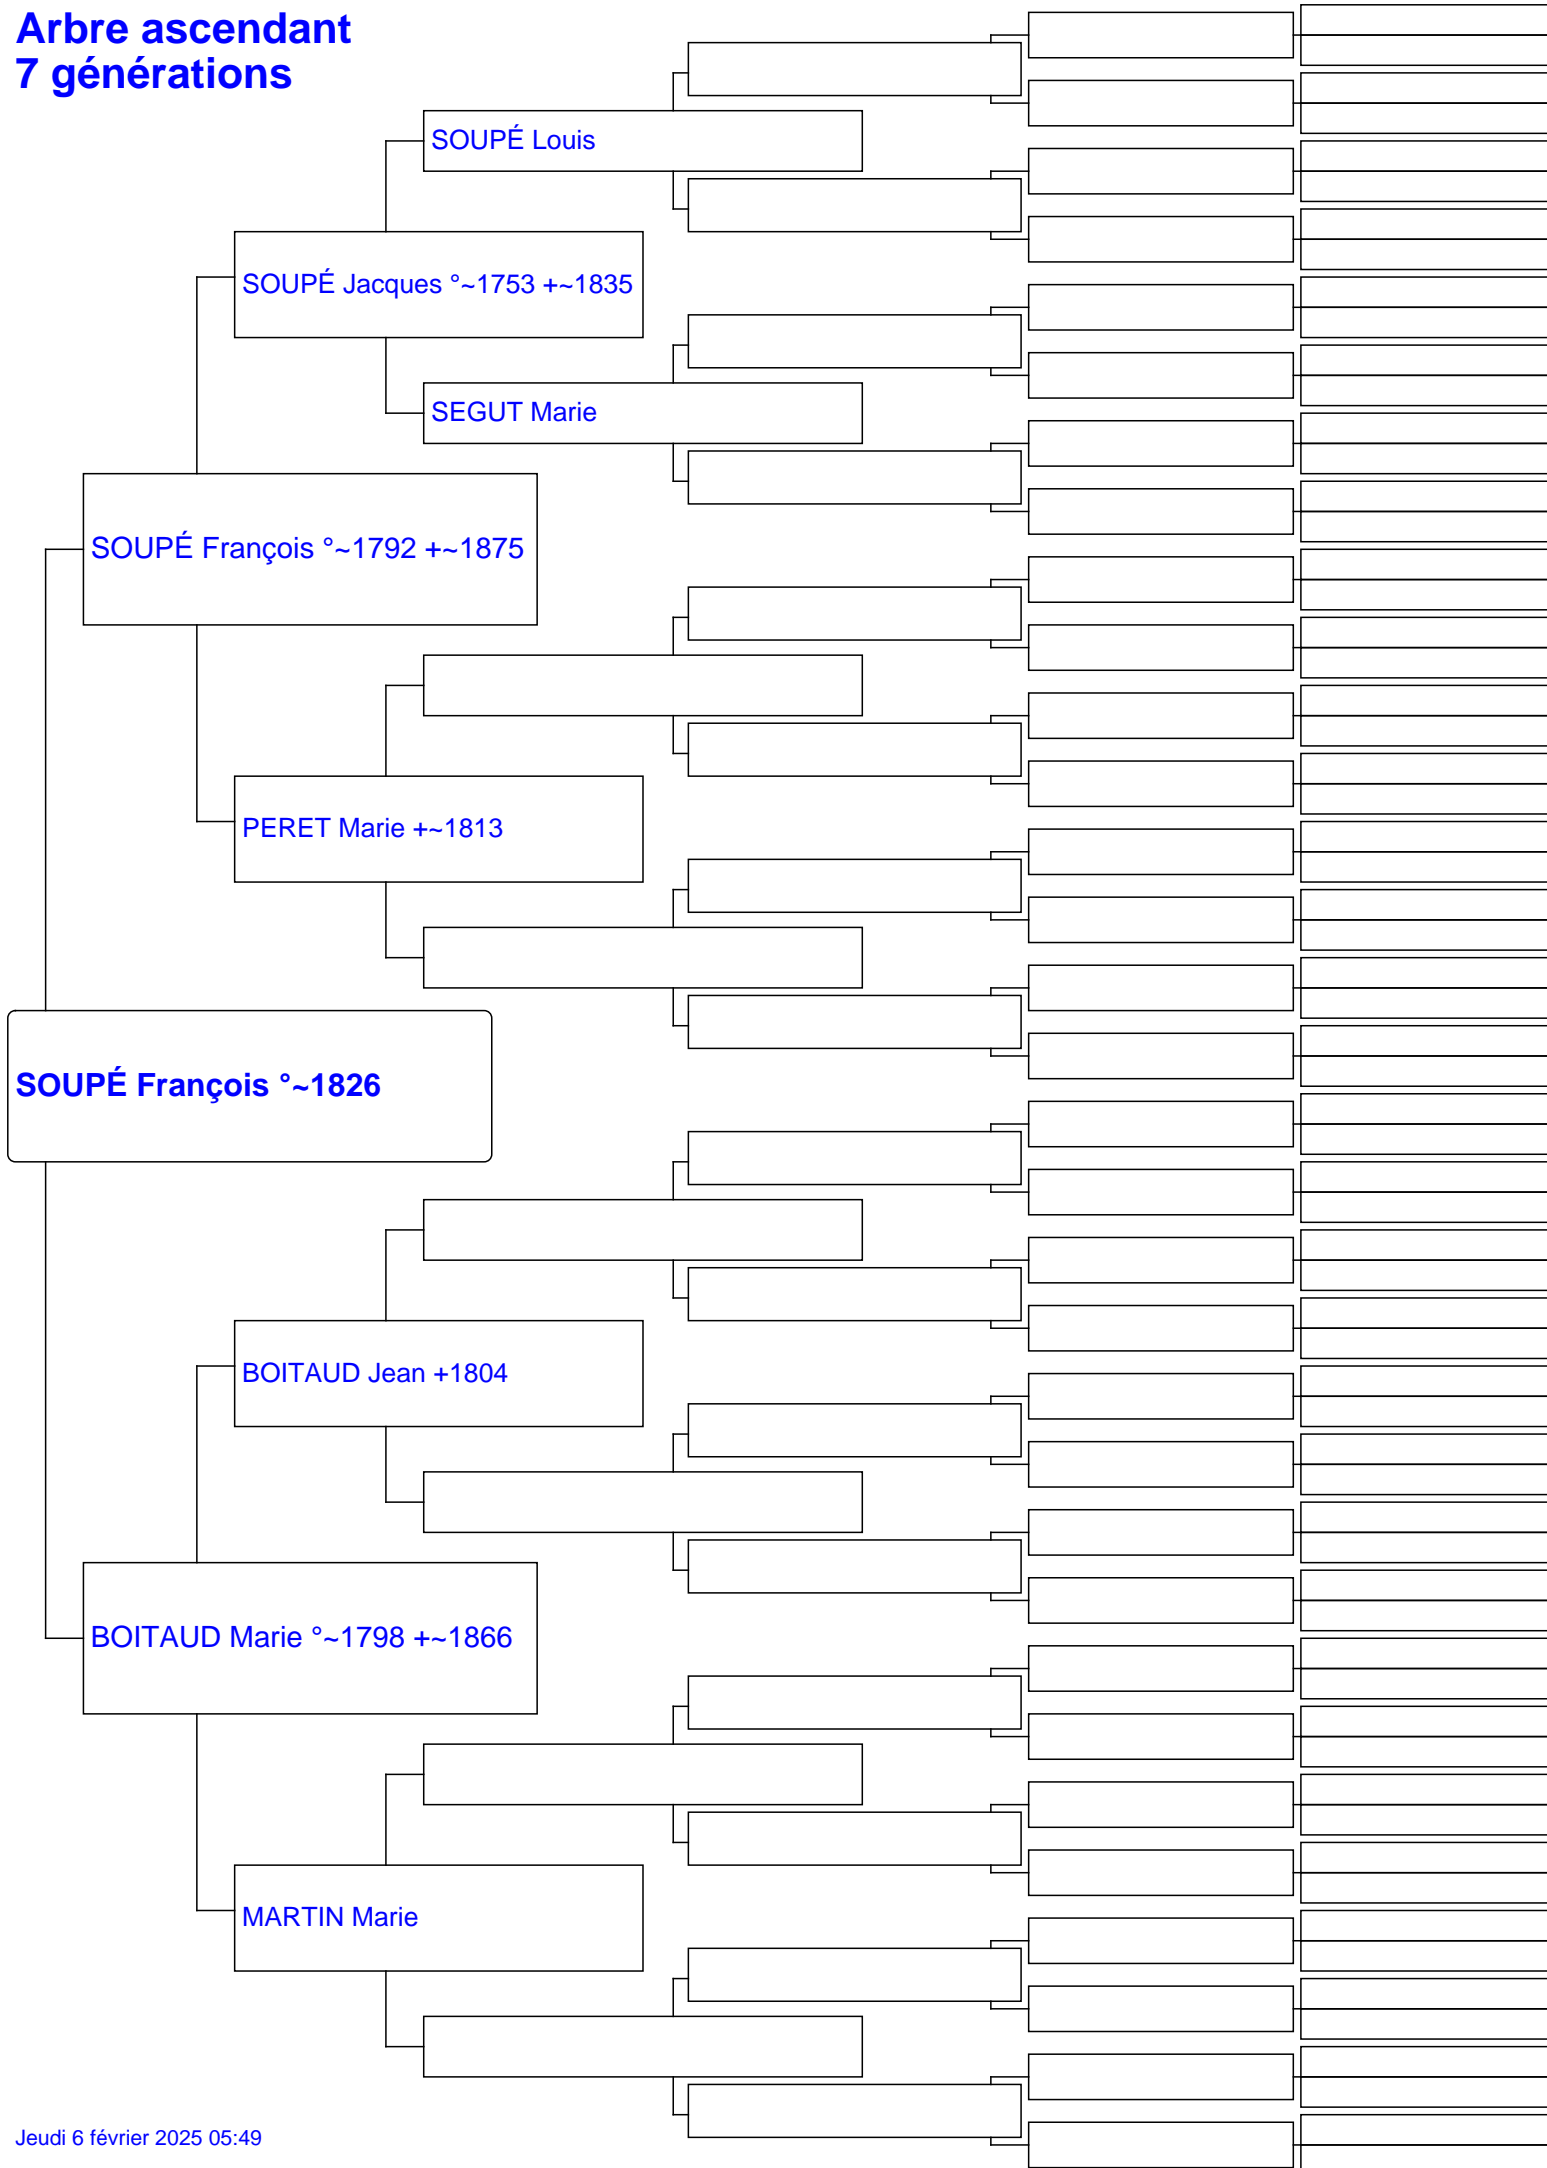 Arbre ascendant
7 générations
SOUPÉ Louis
SOUPÉ Jacques °~1753 +~1835
SEGUT Marie
SOUPÉ François °~1792 +~1875
PERET Marie +~1813
SOUPÉ François °~1826
BOITAUD Jean +1804
BOITAUD Marie °~1798 +~1866
MARTIN Marie
Jeudi 6 février 2025 05:49